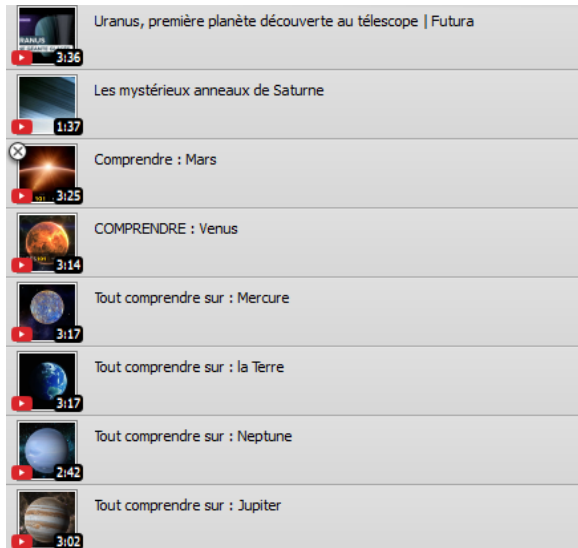 Uranus, première planète découverte au télescope | Futura
3:36
Les mystérieux anneaux de Saturne
1:37
Comprendre : Mars
3:25
COMPRENDRE : Venus
3:14
Tout comprendre sur : Mercure
3:17
Tout comprendre sur : la Terre
3:17
Tout comprendre sur : Neptune
2:42
Tout comprendre sur : Jupiter
3:02